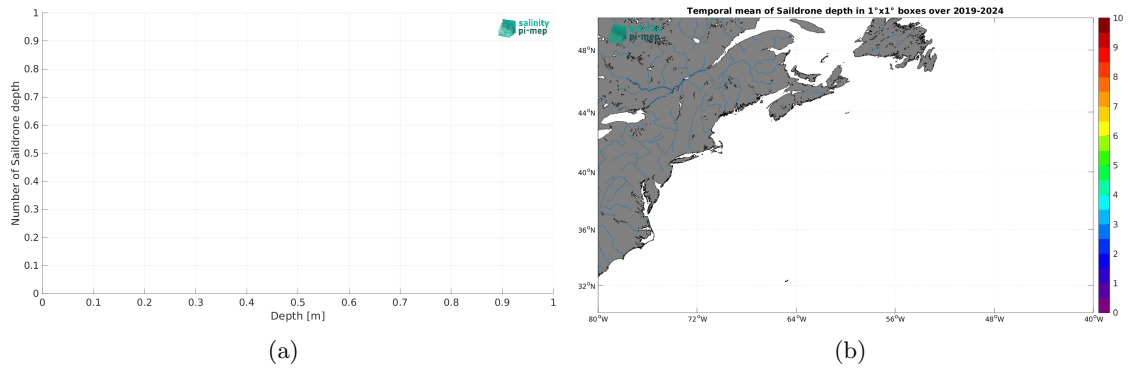 1
0.9
0.8
0.7
0.6
0.5
0.4
0.3
0.2
0.1
0
Number of Saildrone depth
0 0.1 0.2 0.3 0.4 0.5 0.6 0.7 0.8 0.9 1
Depth [m]
salinity
pi-mep
(a)
Temporal mean of Saildrone depth in 1°x1° boxes over 2019-2024
pi-mep
48°N
44°N
40°N
36°N
32°N
80°W 72°W 64°W 56°W 48°W 40°W
10
9
8
7
6
5
4
3
2
1
0
(b)